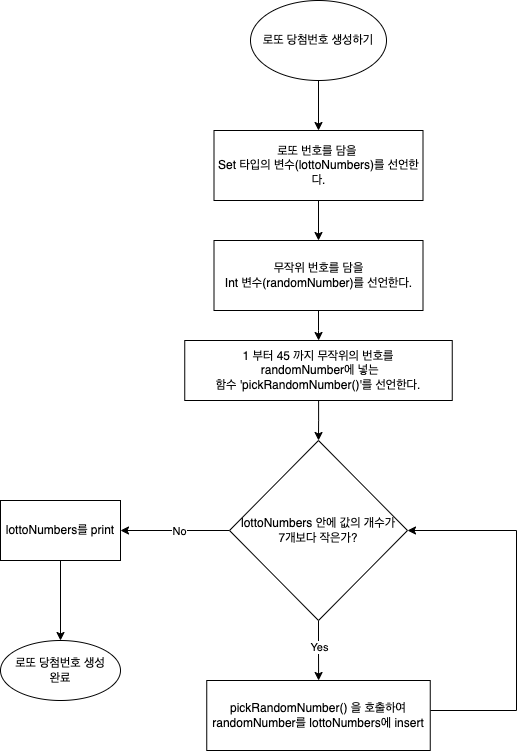 로또 당첨번호 생성하기
로또 번호를 담을
Set 타입의 변수(lottoNumbers)를 선언한
다.
무작위 번호를 담을
Int 변수(randomNumber)를 선언한다.
1 부터 45 까지 무작위의 번호를
randomNumber에 넣는
함수 'pickRandomNumber()'를 선언한다.
lottoNumbers 안에 값의 개수가
7개보다 작은가?
No
lottoNumbers를 print
로또 당첨번호 생성
완료
Yes
pickRandomNumber() 을 호출하여
randomNumber를 lottoNumbers에 insert